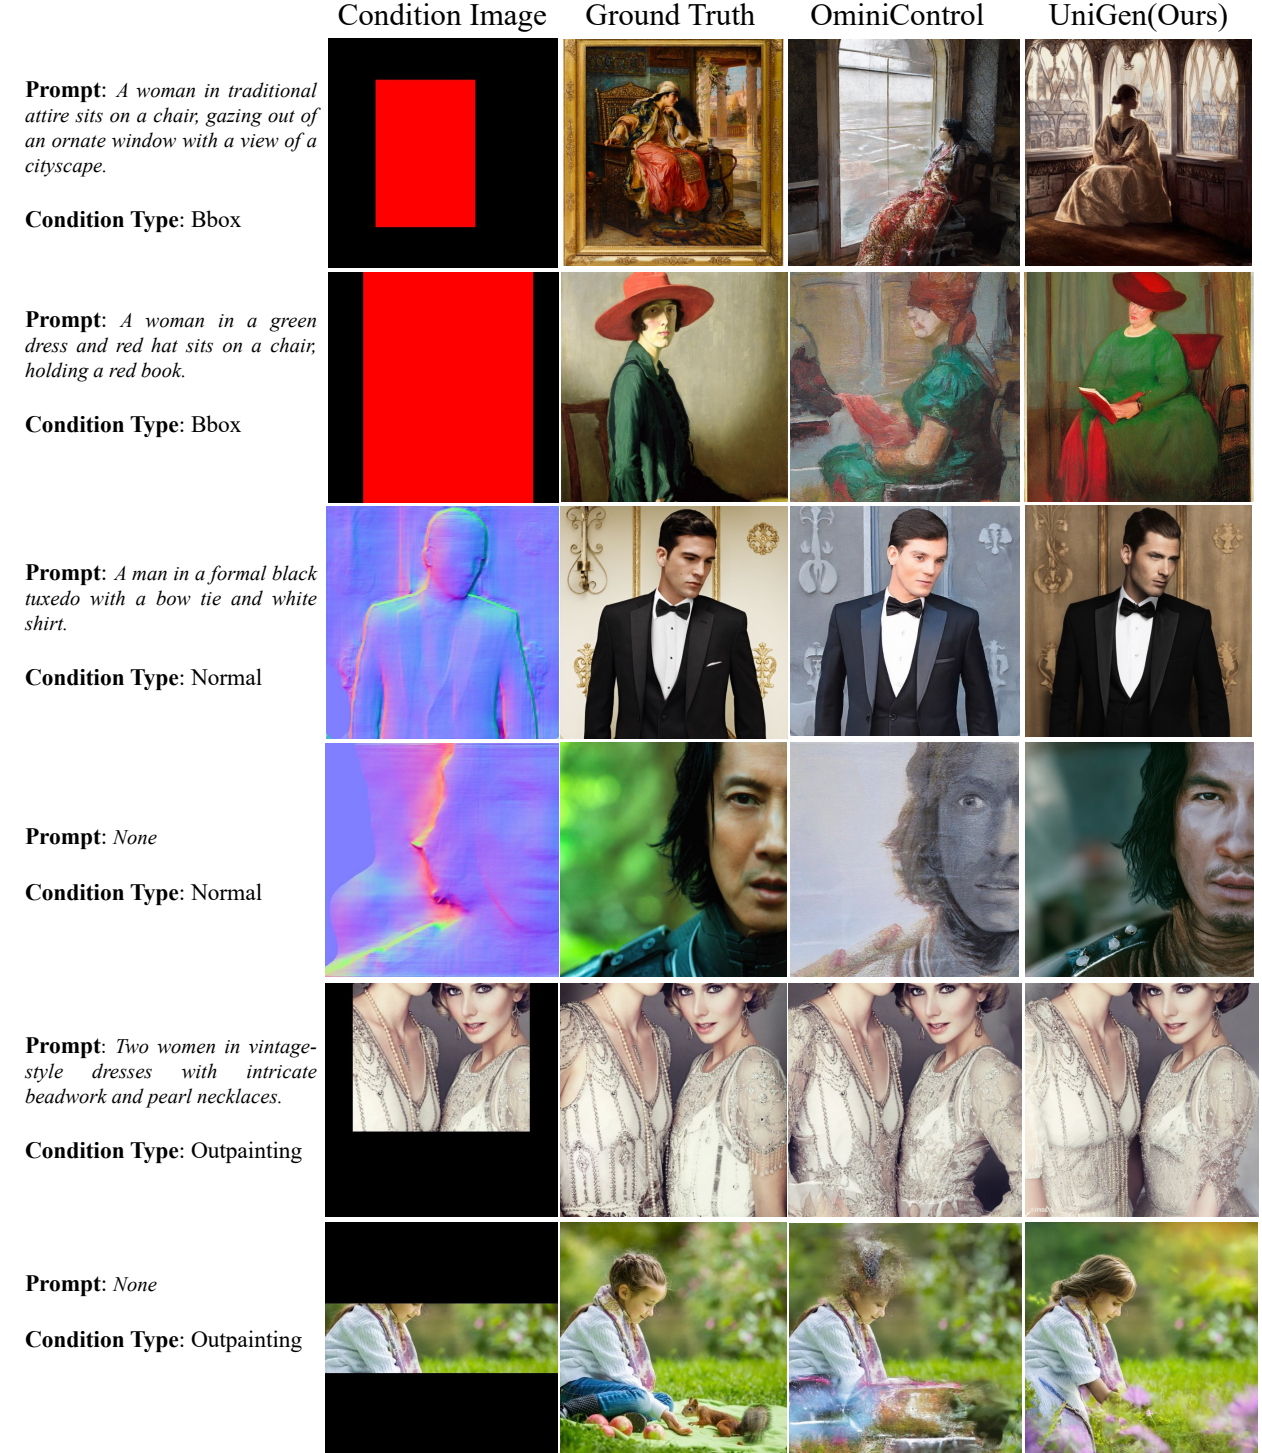 Condition Image Ground Truth OminiControl UniGen(Ours)
Prompt: A woman in traditional
attire sits on a chair, gazing out of
an ornate window with a view of a
cityscape.
Condition Type: Bbox
Prompt: A woman in a green
dress and red hat sits on a chair,
holding a red book.
Condition Type: Bbox
Prompt: A man in a formal black
tuxedo with a bow tie and white
shirt.
Condition Type: Normal
Prompt: None
Condition Type: Normal
Prompt: Two women in vintage-
style dresses with intricate
beadwork and pearl necklaces.
Condition Type: Outpainting
Prompt: None
Condition Type: Outpainting